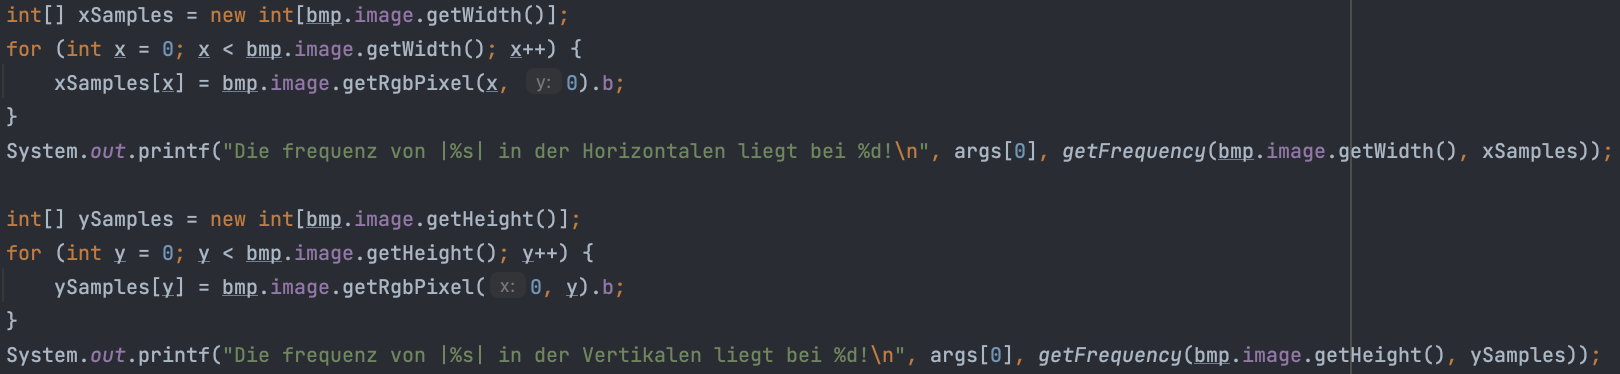 int[] xSamples = new int[bmp.image.getWidth()];
for (int x = 0; x < bmp.image.getWidth(); x++) {
    xSamples[x] = bmp.image.getRgbPixel(x, y: 0).b;
}
System.out.printf("Die frequenz von |%s| in der Horizontalen liegt bei %d!\n", args[0], getFrequency(bmp.image.getWidth(), xSamples));

int[] ySamples = new int[bmp.image.getHeight()];
for (int y = 0; y < bmp.image.getHeight(); y++) {
    ySamples[y] = bmp.image.getRgbPixel( x: 0, y).b;
}
System.out.printf("Die frequenz von |%s| in der Vertikalen liegt bei %d!\n", args[0], getFrequency(bmp.image.getHeight(), ySamples));